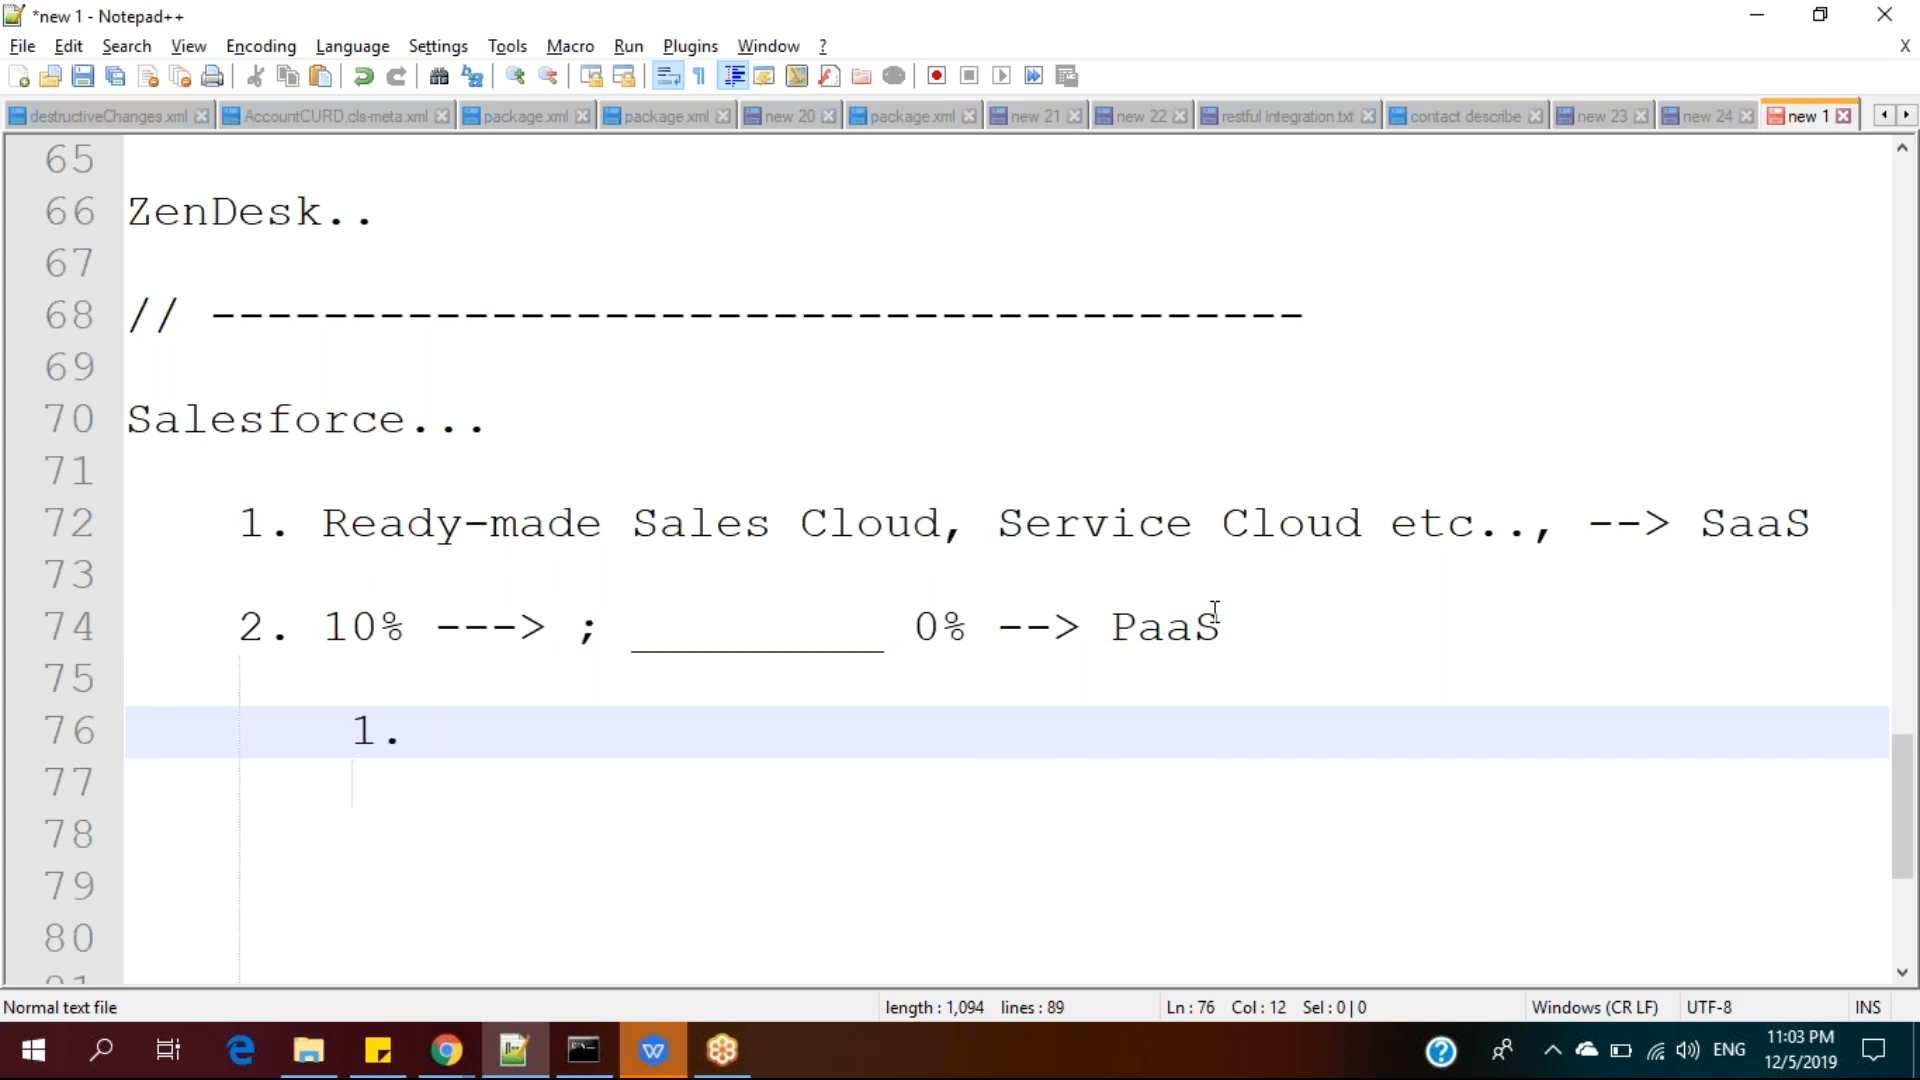 *new 1 - Notepad++
File Edit Search View Encoding Language Settings Tools Macro Run Plugins Window ? X
destructiveChanges.xml AccountCURD.cls-meta.xml package.xml package.xml new 20 package.xml new 21 new 22 restful integration.txt contact describe new 23 new 24 new 1
65
66 ZenDesk..
67
68 // ---------------------------------------
69
70 Salesforce...
71
72 1. Ready-made Sales Cloud, Service Cloud etc.., --> SaaS
73
74 2. 10% ---> ; _________ 0% --> PaaS
75
76 1.
77
78
79
80
Normal text file length : 1,094 lines : 89 Ln : 76 Col : 12 Sel : 0 | 0 Windows (CR LF) UTF-8 INS
ENG 11:03 PM
12/5/2019